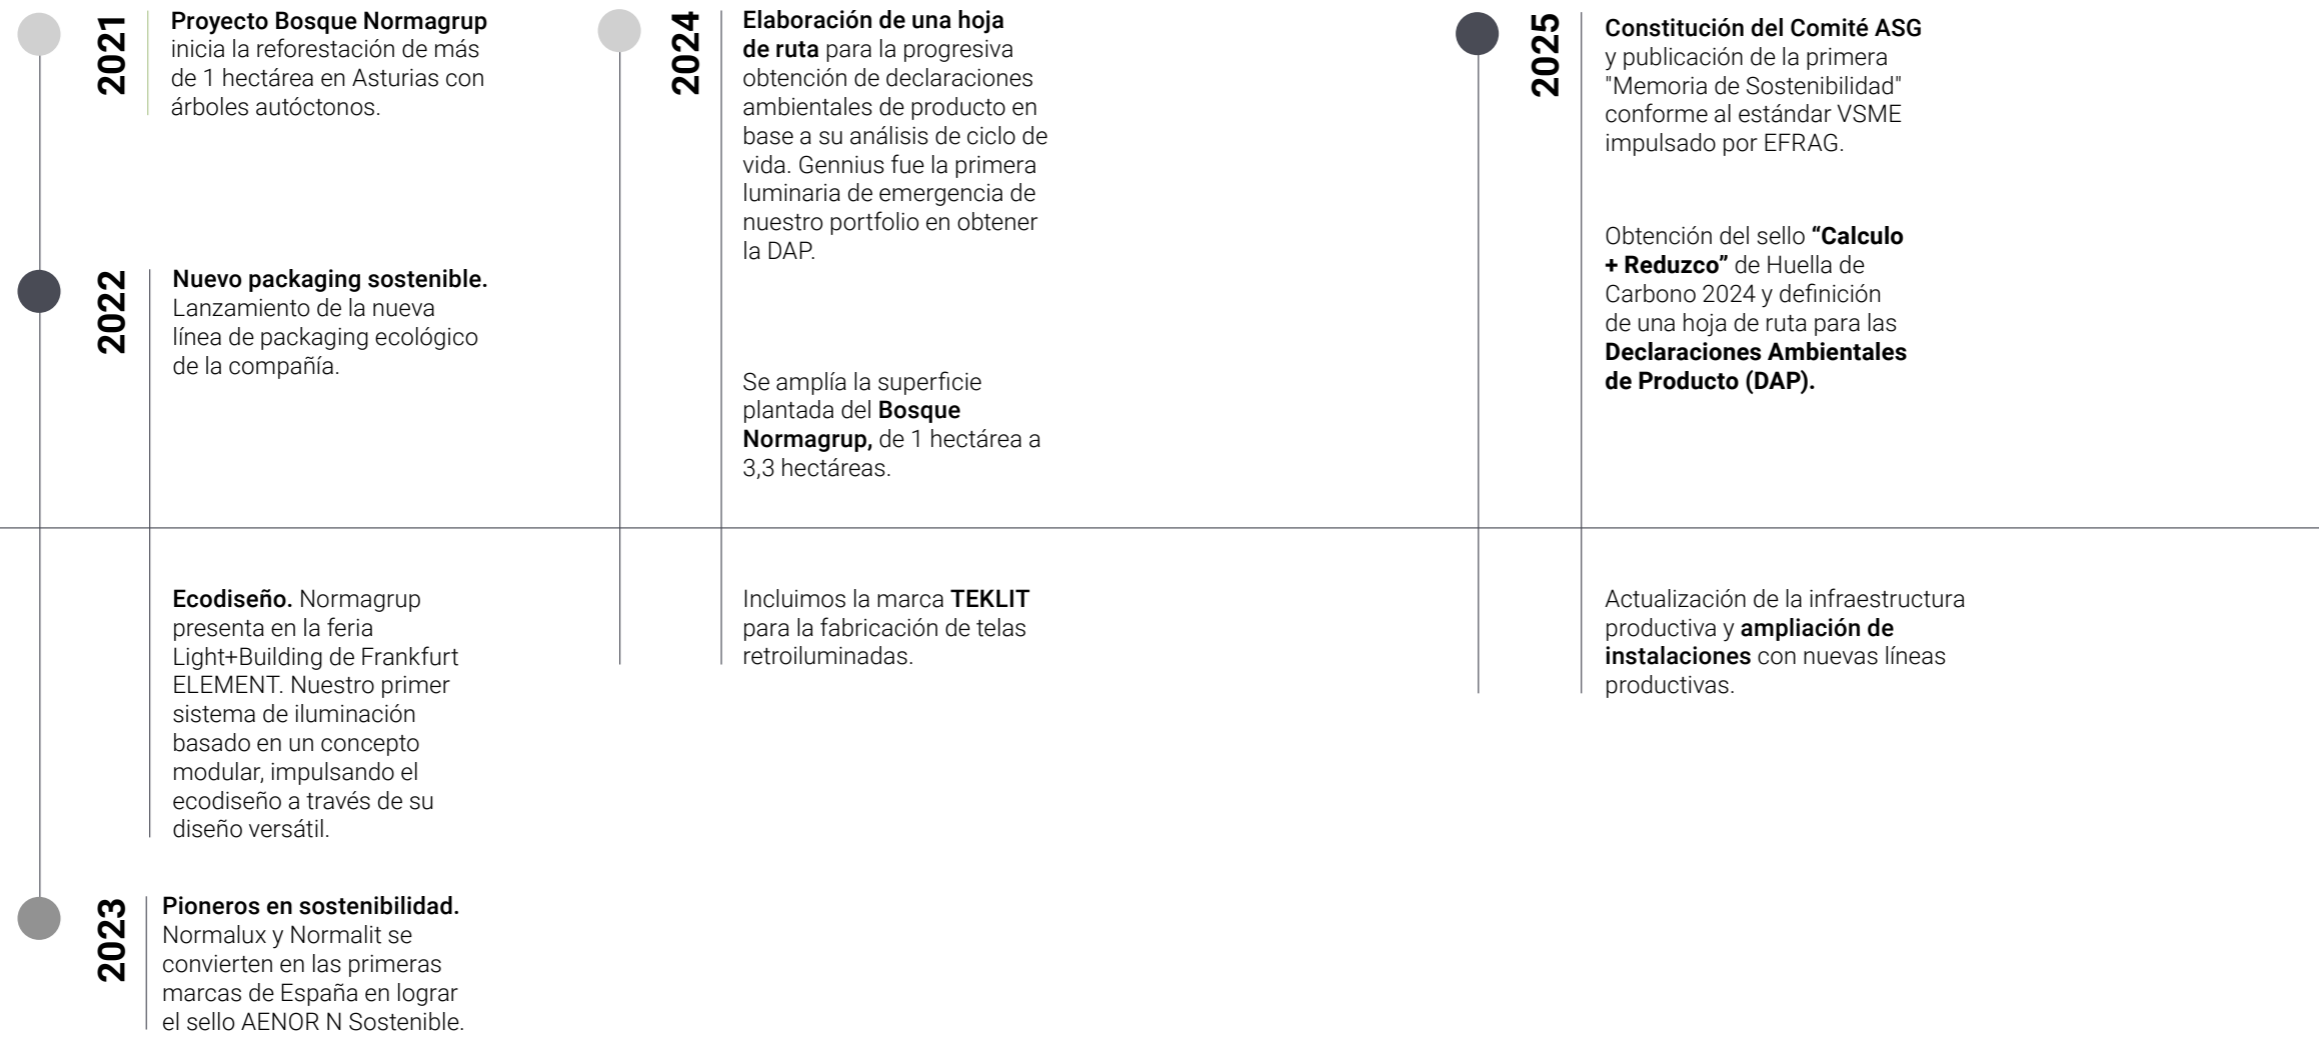 2021
Proyecto Bosque Normagrup
inicia la reforestación de más
de 1 hectárea en Asturias con
árboles autóctonos.
2022
Nuevo packaging sostenible.
Lanzamiento de la nueva
línea de packaging ecológico
de la compañía.
Ecodiseño. Normagrup
presenta en la feria
Light+Building de Frankfurt
ELEMENT. Nuestro primer
sistema de iluminación
basado en un concepto
modular, impulsando el
ecodiseño a través de su
diseño versátil.
2023
Pioneros en sostenibilidad.
Normalux y Normalit se
convierten en las primeras
marcas de España en lograr
el sello AENOR N Sostenible.
2024
Elaboración de una hoja
de ruta para la progresiva
obtención de declaraciones
ambientales de producto en
base a su análisis de ciclo de
vida. Gennius fue la primera
luminaria de emergencia de
nuestro portfolio en obtener
la DAP.
Se amplía la superficie
plantada del Bosque
Normagrup, de 1 hectárea a
3,3 hectáreas.
Incluimos la marca TEKLIT
para la fabricación de telas
retroiluminadas.
2025
Constitución del Comité ASG
y publicación de la primera
"Memoria de Sostenibilidad"
conforme al estándar VSME
impulsado por EFRAG.
Obtención del sello “Calculo
+ Reduzco” de Huella de
Carbono 2024 y definición
de una hoja de ruta para las
Declaraciones Ambientales
de Producto (DAP).
Actualización de la infraestructura
productiva y ampliación de
instalaciones con nuevas líneas
productivas.